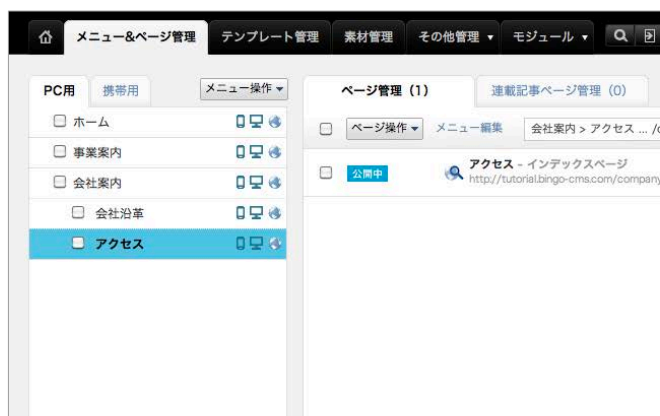 メニュー&ページ管理 テンプレート管理 素材管理 その他管理 ▼ モジュール ▼
PC用 携帯用 メニュー操作▼
ホーム
事業案内
会社案内
会社沿革
アクセス
ページ管理（1） 連載記事ページ管理（0）
ページ操作▼ メニュー編集 会社案内 > アクセス ... /c
公開中 アクセス - インデックスページ
http://tutorial.bingo-cms.com/company